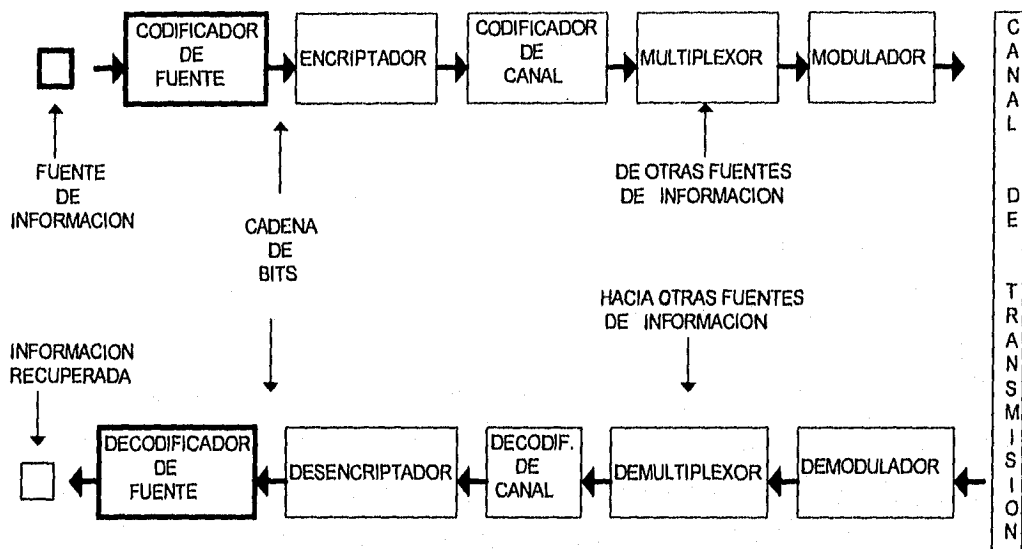 CODIFICADOR
DE
FUENTE
ENCRIPTADOR
CODIFICADOR
DE
CANAL
MULTIPLEXOR
MODULADOR
FUENTE
DE
INFORMACION
CADENA
DE
BITS
DE OTRAS FUENTES
DE INFORMACION
HACIA OTRAS FUENTES
DE INFORMACION
INFORMACION
RECUPERADA
DECODIFICADOR
DE
FUENTE
DESENCRIPTADOR
DECODIF.
DE
CANAL
DEMULTIPLEXOR
DEMODULADOR
CANAL DE TRANSMISION